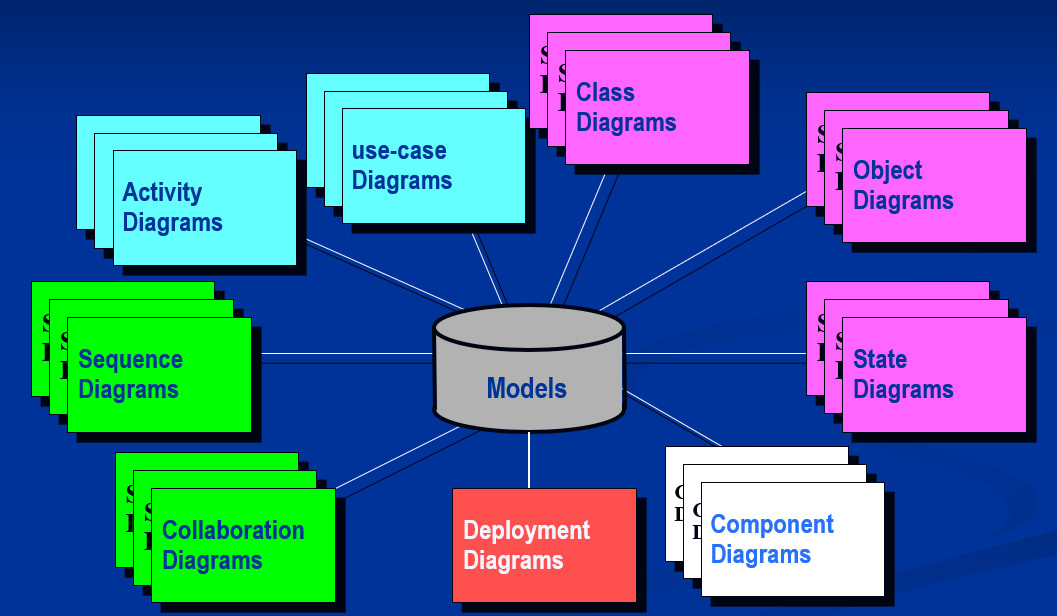 Class
Diagrams
use-case
Diagrams
Object
Diagrams
Activity
Diagrams
Sequence
Diagrams
State
Diagrams
Models
Collaboration
Diagrams
Deployment
Diagrams
Component
Diagrams